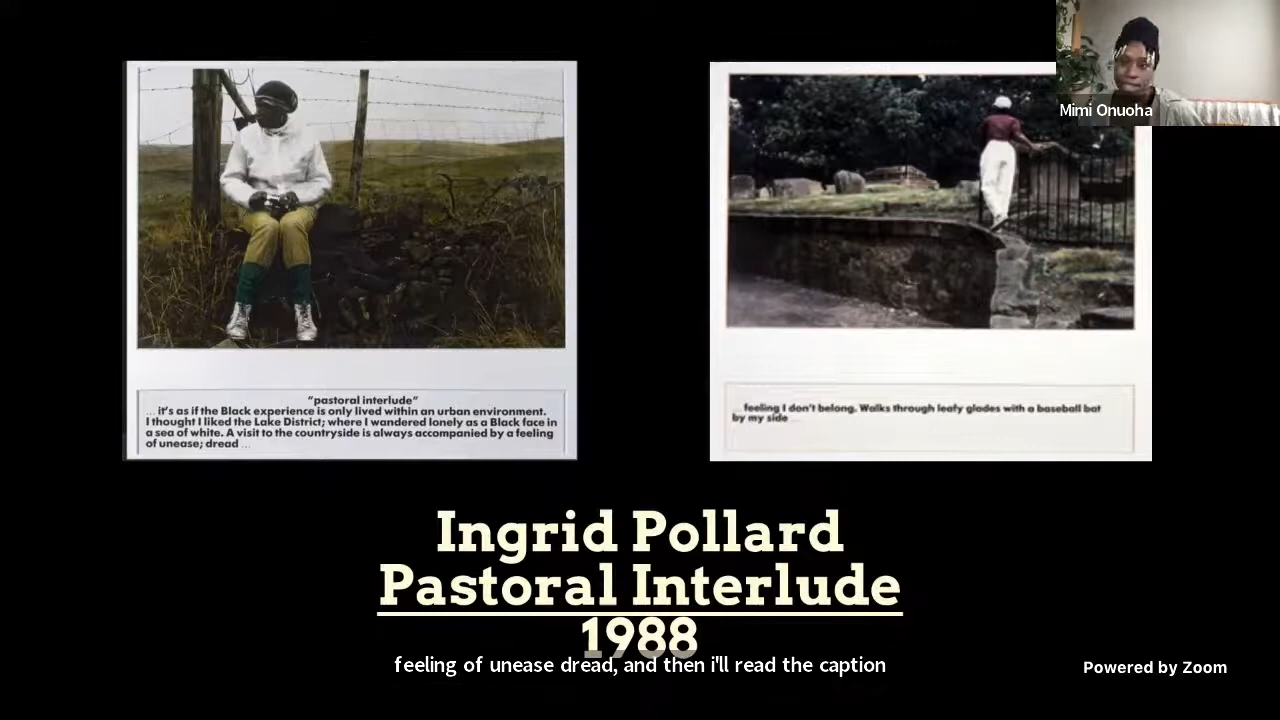 Mimi Onuoha
"pastoral interlude"
... it's as if the Black experience is only lived within an urban environment.
I thought I liked the Lake District; where I wandered lonely as a Black face in
a sea of white. A visit to the countryside is always accompanied by a feeling
of unease; dread ...
... feeling I don't belong. Walks through leafy glades with a baseball bat
by my side ...
Ingrid Pollard
Pastoral Interlude
1988
feeling of unease dread, and then i'll read the caption
Powered by Zoom